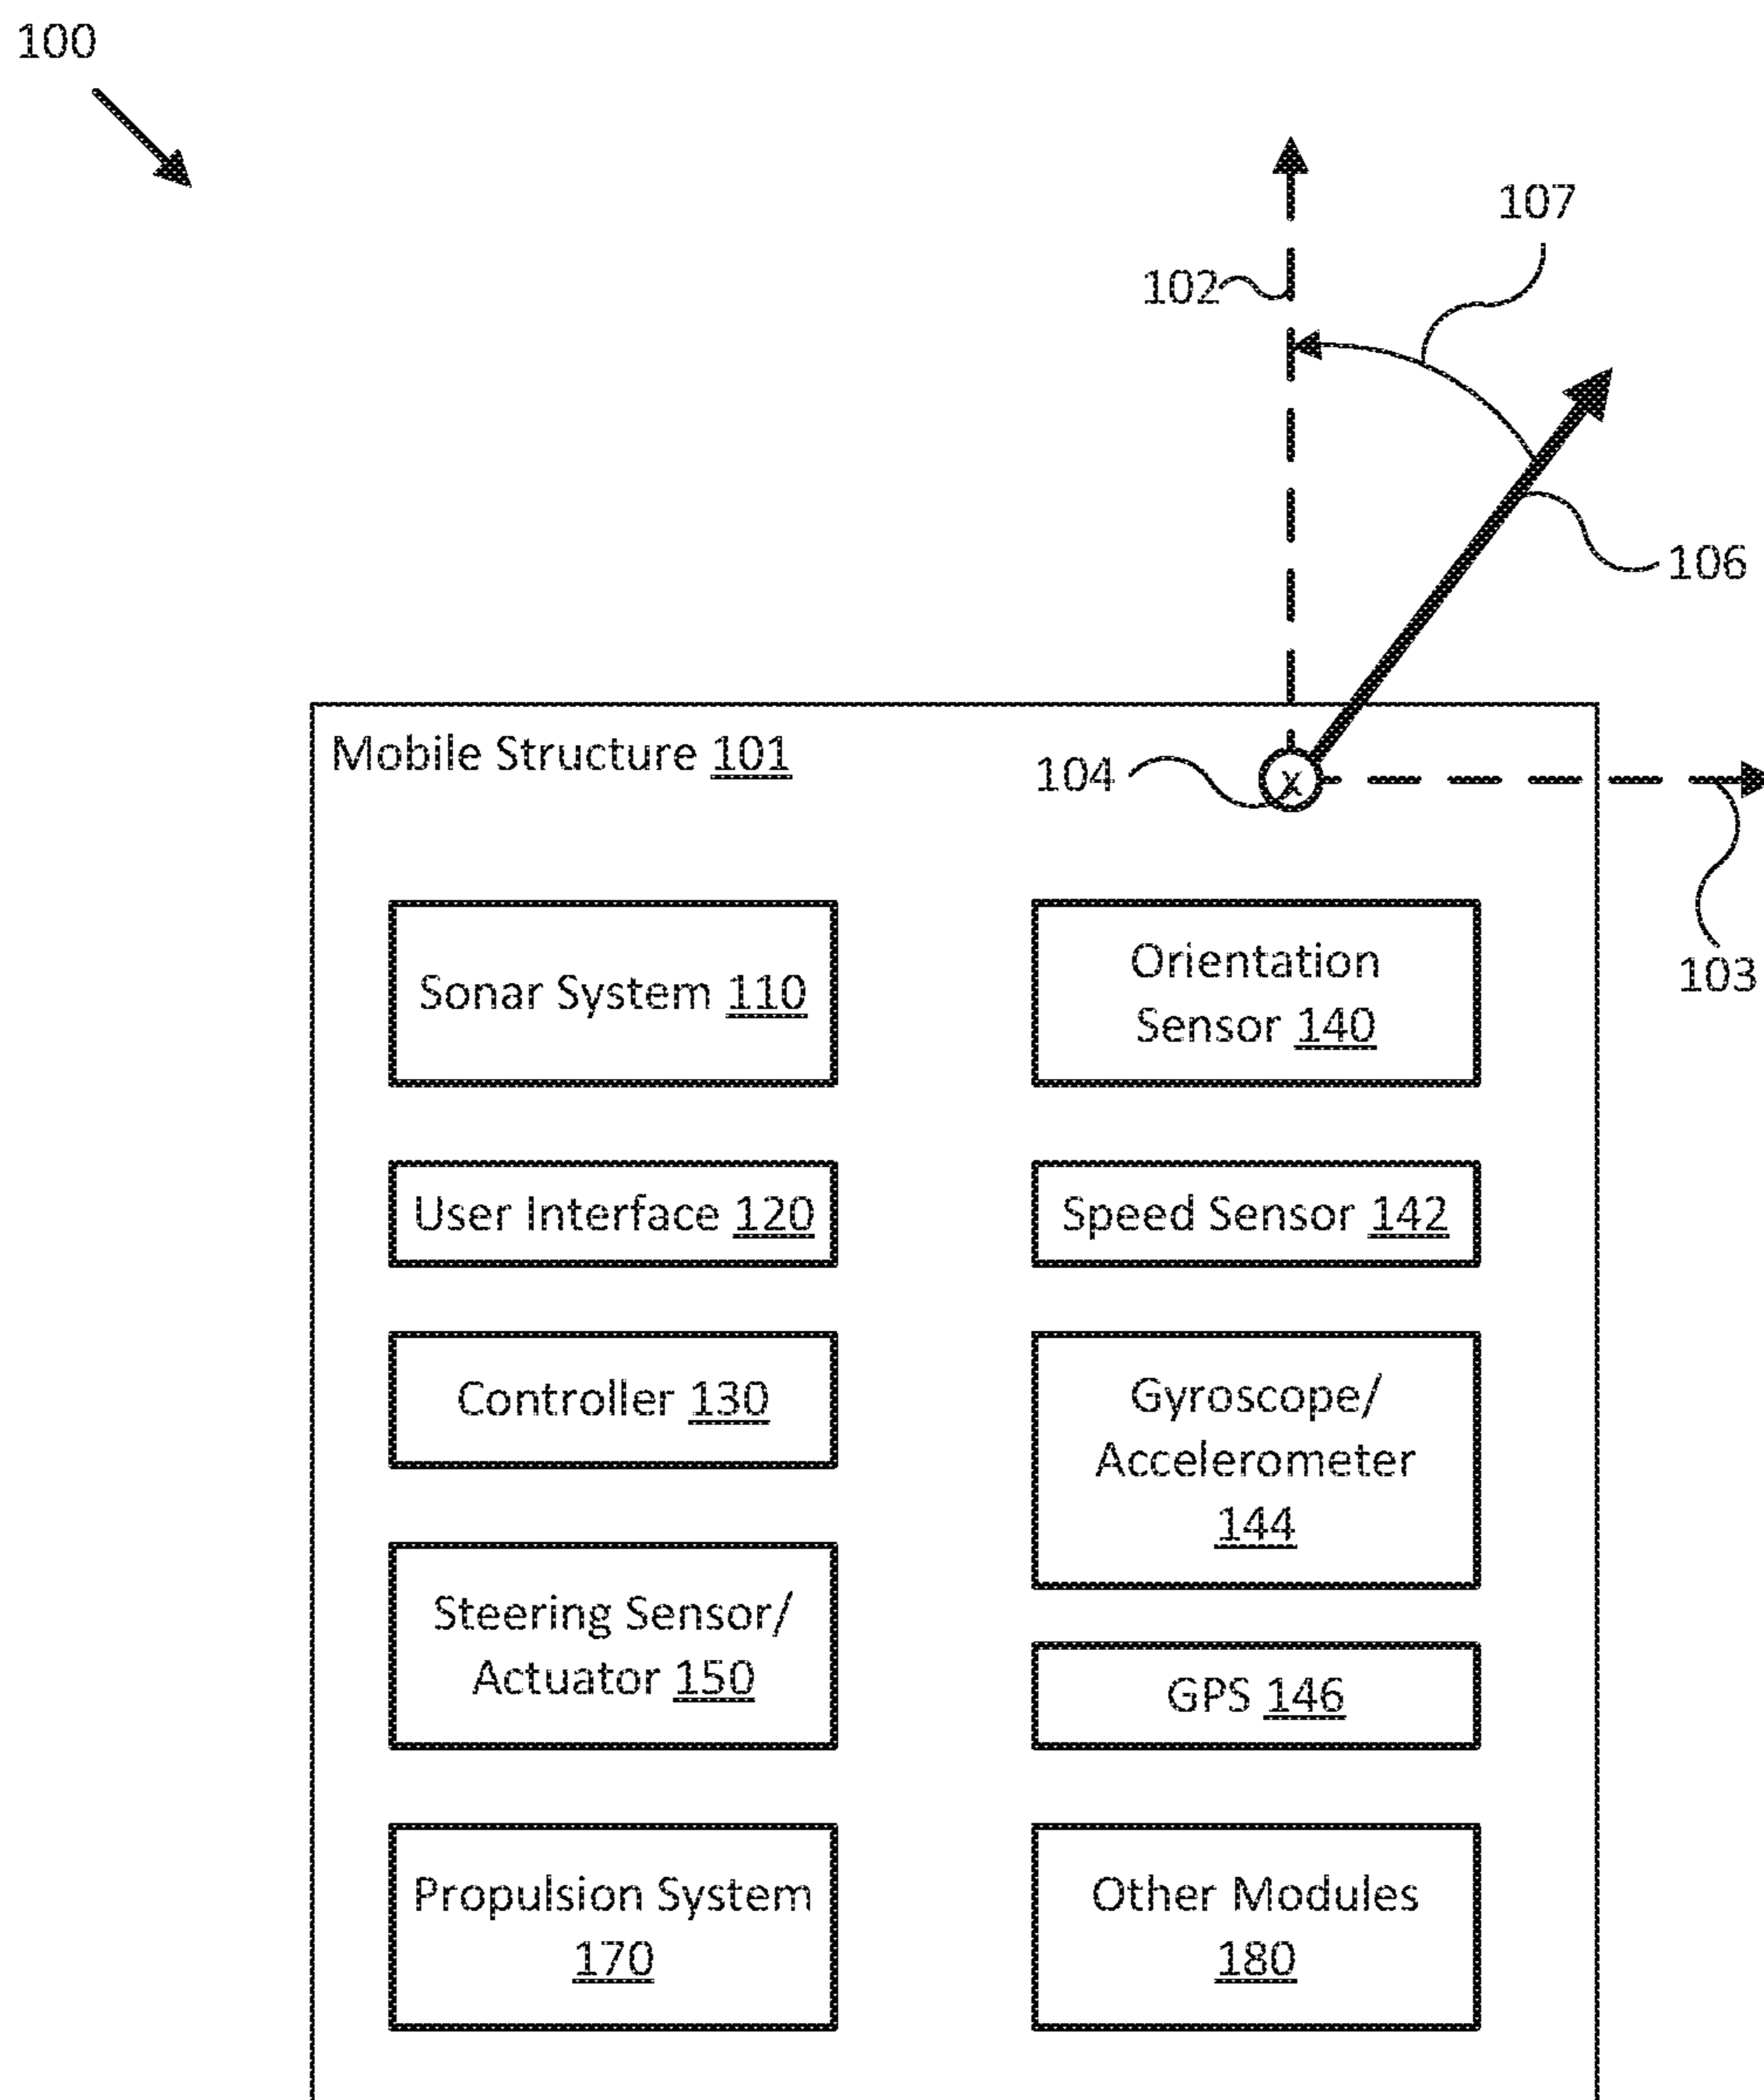 100
107
102
106
Mobile Structure 101
104
X
103
Sonar System 110
Orientation
Sensor 140
User Interface 120
Speed Sensor 142
Controller 130
Gyroscope/
Accelerometer
144
Steering Sensor/
Actuator 150
GPS 146
Propulsion System
170
Other Modules
180